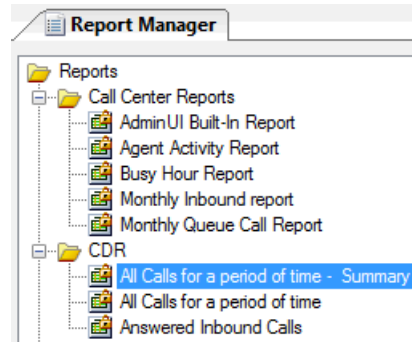 Report Manager
Reports
Call Center Reports
AdminUI Built-In Report
Agent Activity Report
Busy Hour Report
Monthly Inbound report
Monthly Queue Call Report
CDR
All Calls for a period of time - Summary
All Calls for a period of time
Answered Inbound Calls